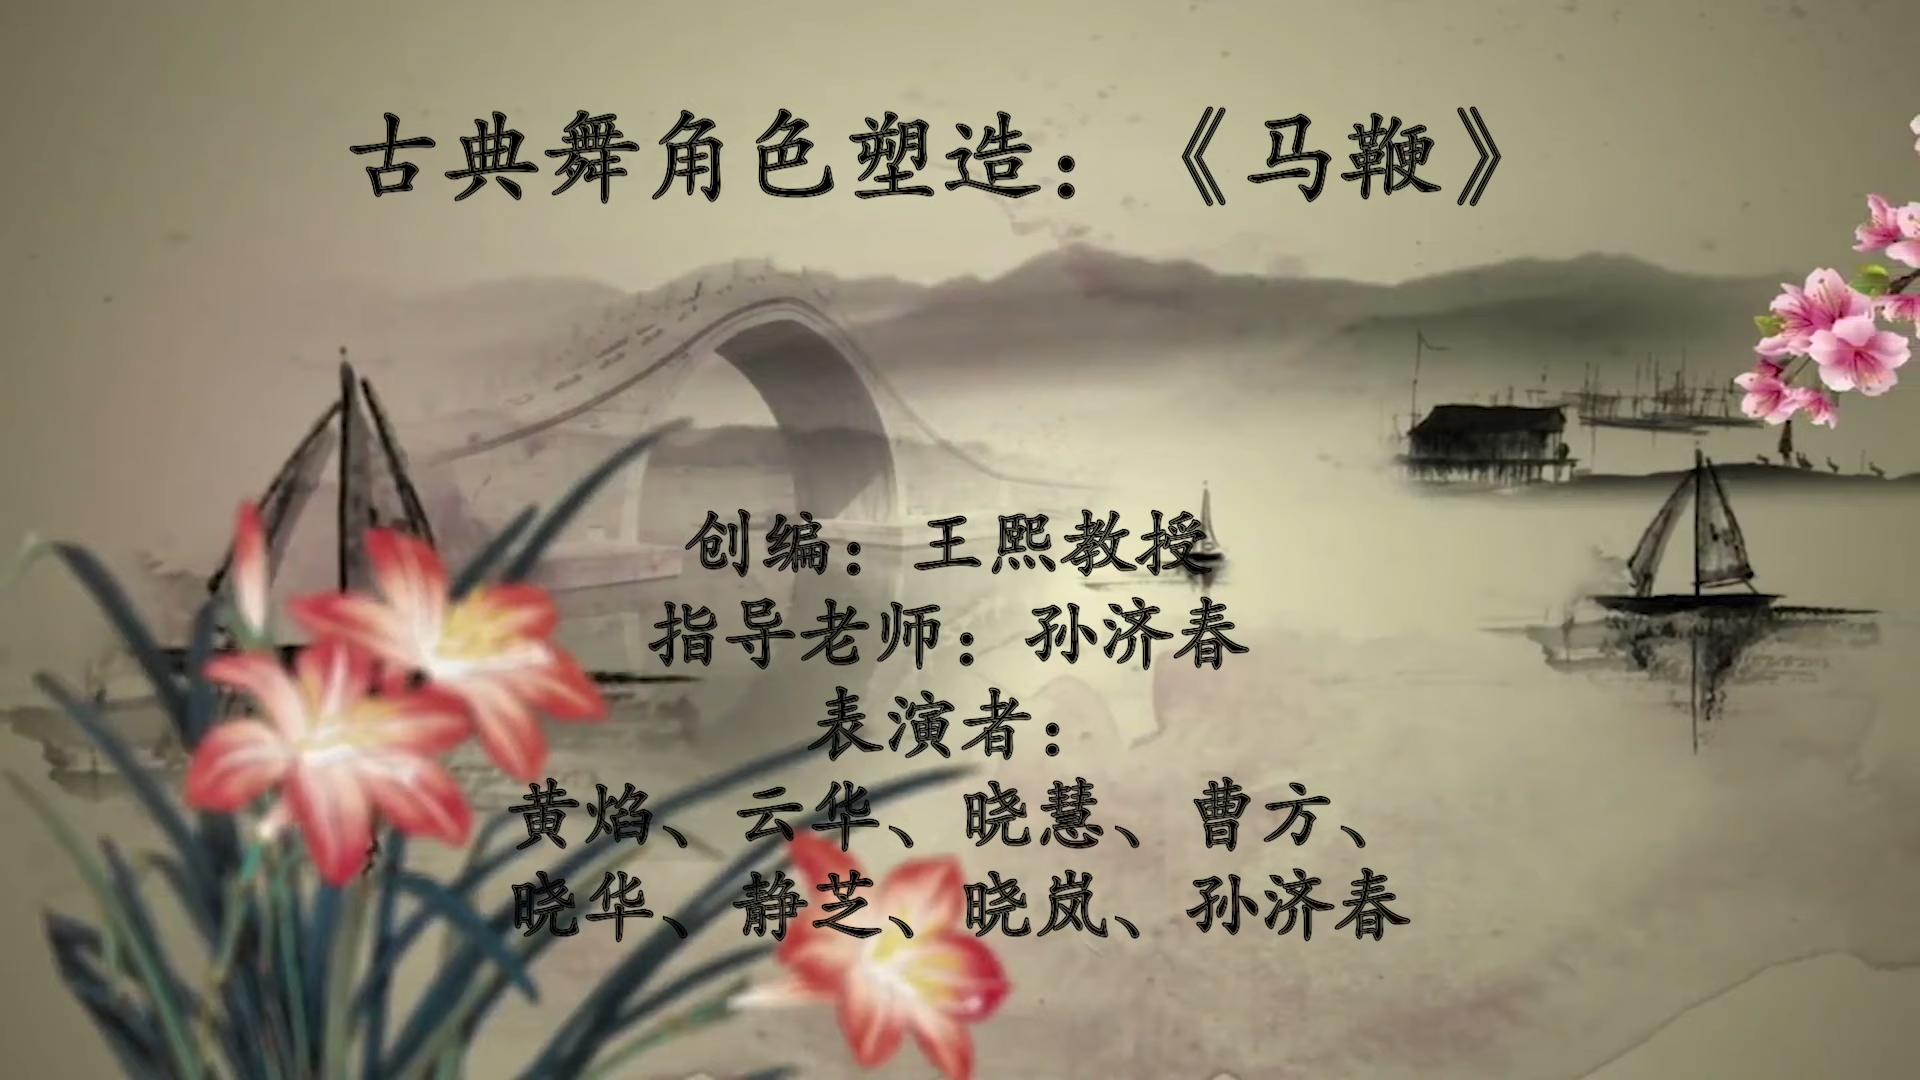 古典舞角色塑造：《马鞭》
创编：王熙教授
指导老师：孙济春
表演者：
黄焰、云华、晓慧、曹方、
晓华、静芝、晓岚、孙济春